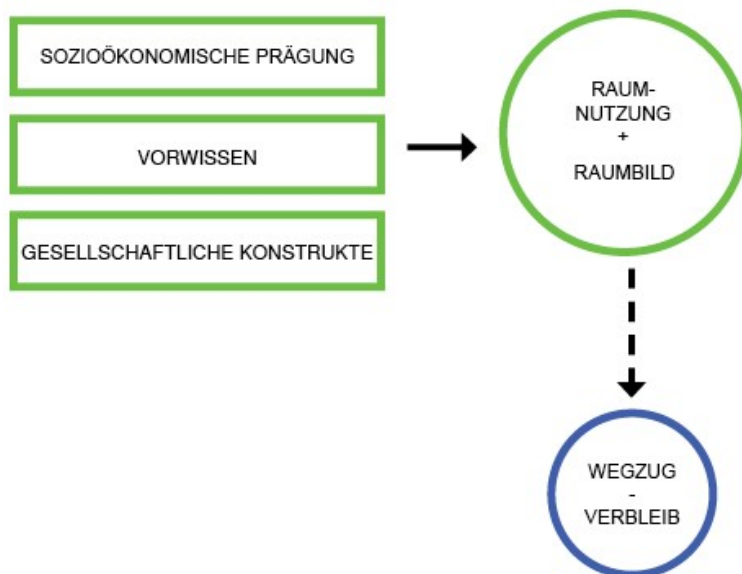 SOZIOÖKONOMISCHE PRÄGUNG
VORWISSEN
GESELLSCHAFTLICHE KONSTRUKTE
RAUM-
NUTZUNG
+
RAUMBILD
WEGZUG
-
VERBLEIB